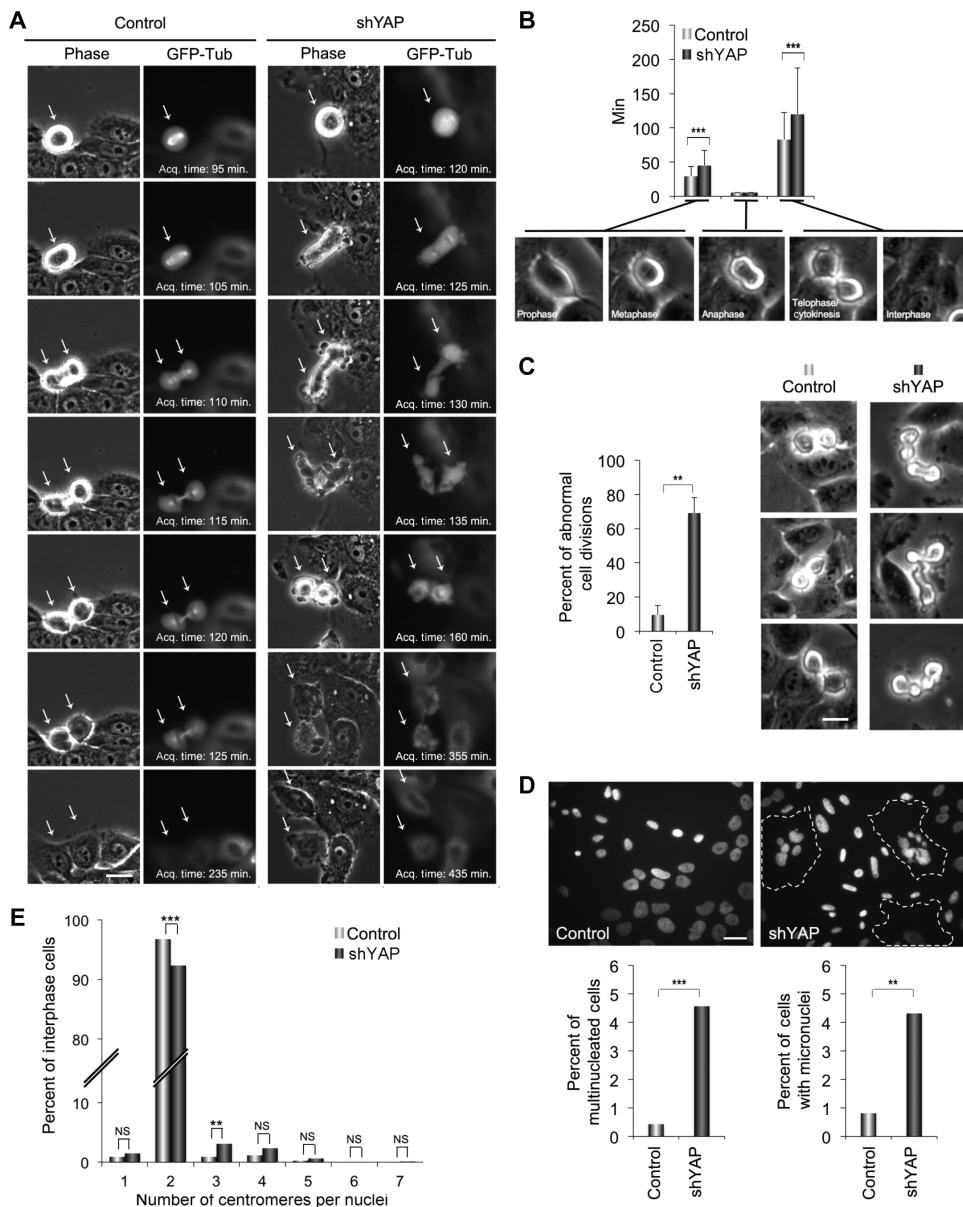 A
Control
shYAP
Phase
GFP-Tub
Phase
GFP-Tub
Acq. time: 95 min.
Acq. time: 120 min.
Acq. time: 105 min.
Acq. time: 125 min.
Acq. time: 110 min.
Acq. time: 130 min.
Acq. time: 115 min.
Acq. time: 135 min.
Acq. time: 120 min.
Acq. time: 160 min.
Acq. time: 125 min.
Acq. time: 355 min.
Acq. time: 235 min.
Acq. time: 435 min.
B
250
200
150
100
50
0
Min
Control
shYAP
***
***
Prophase
Metaphase
Anaphase
Telophase/
cytokinesis
Interphase
C
Percent of abnormal
cell divisions
100
80
60
40
20
0
**
Control
shYAP
Control
shYAP
D
Control
shYAP
Percent of
multinucleated cells
6
5
4
3
2
1
0
***
Control
shYAP
Percent of cells
with micronuclei
6
5
4
3
2
1
0
**
Control
shYAP
E
Percent of interphase cells
100
90
80
10
0
Control
shYAP
***
NS
**
NS
NS
NS
NS
1 2 3 4 5 6 7
Number of centromeres per nuclei